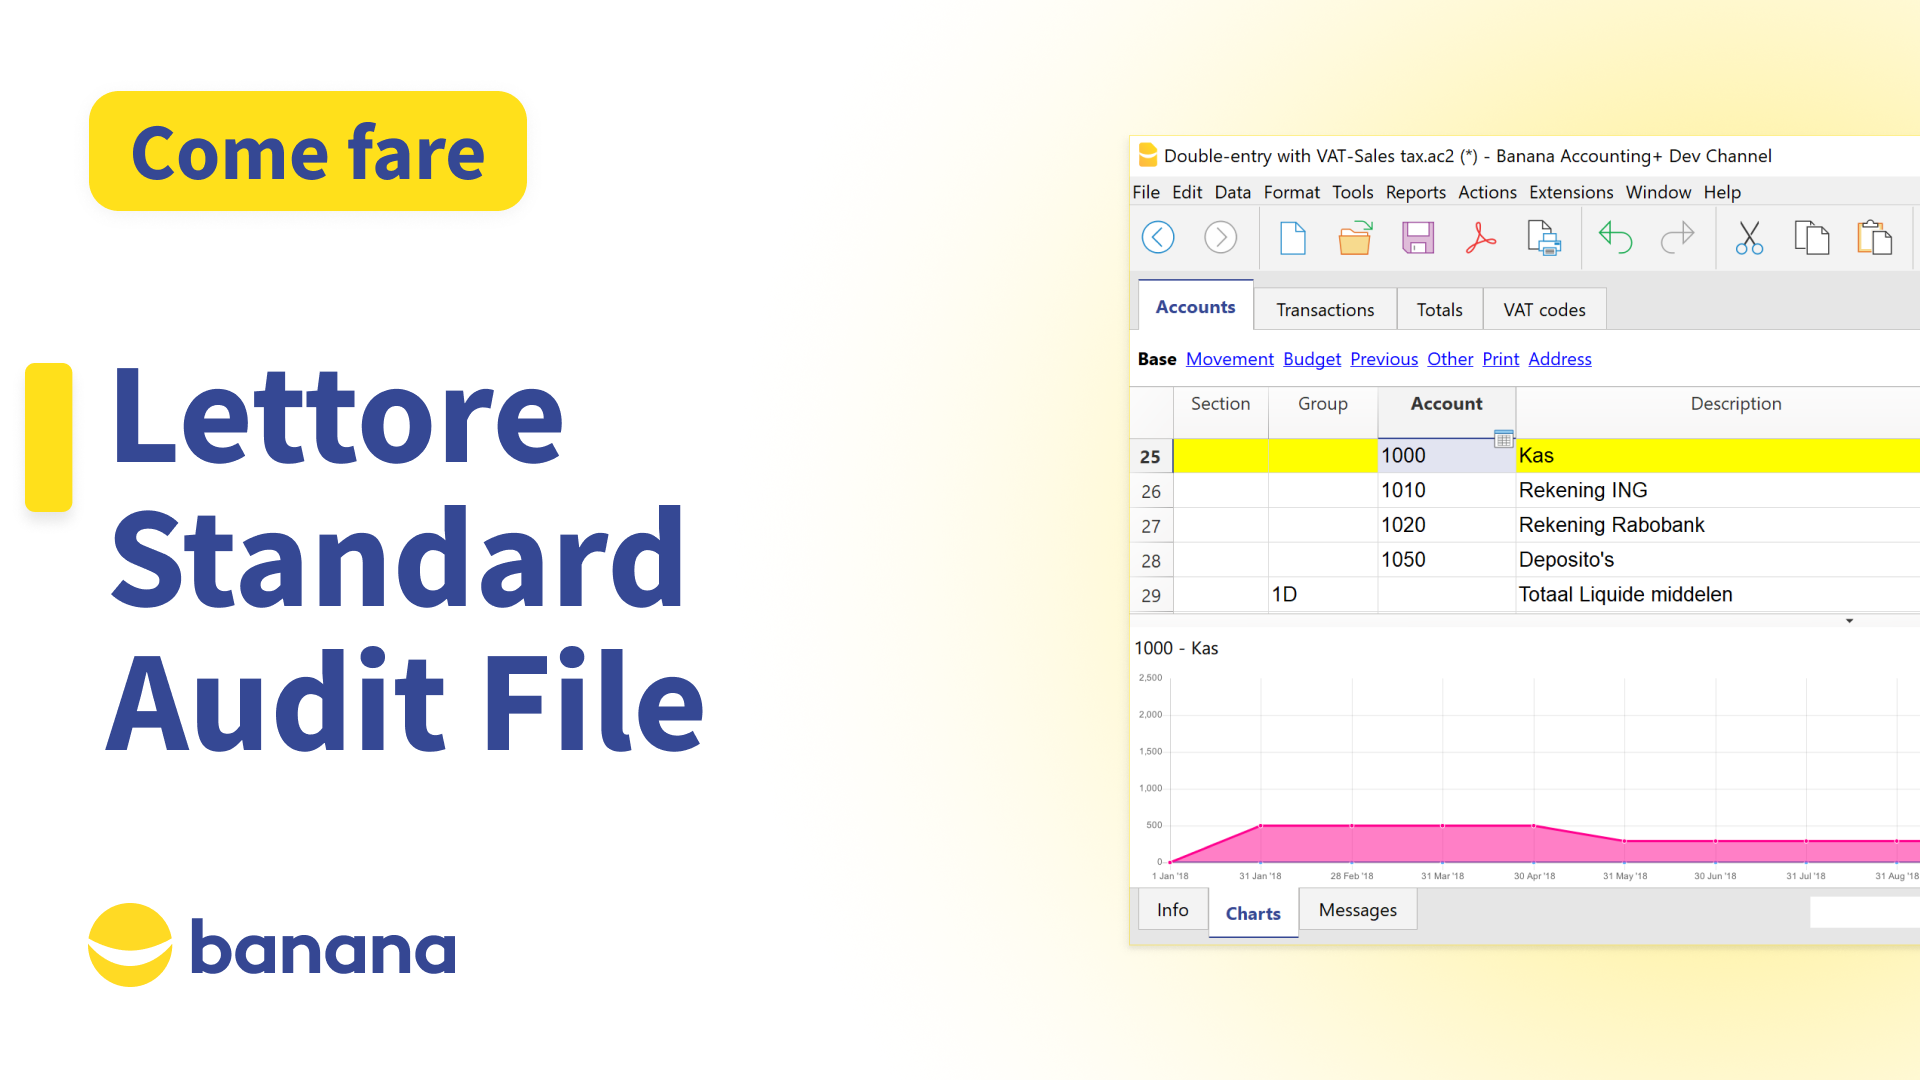 Come fare
Lettore
Standard
Audit File
banana
Double-entry with VAT-Sales tax.ac2 (*) - Banana Accounting+ Dev Channel
File Edit Data Format Tools Reports Actions Extensions Window Help
Accounts Transactions Totals VAT codes
Base Movement Budget Previous Other Print Address
Section Group Account Description
25 1000 Kas
26 1010 Rekening ING
27 1020 Rekening Rabobank
28 1050 Deposito's
29 1D Totaal Liquide middelen
1000 - Kas
2,500
2,000
1,500
1,000
500
0
1 Jan '18 31 Jan '18 28 Feb '18 31 Mar '18 30 Apr '18 31 May '18 30 Jun '18 31 Jul '18 31 Aug '18
Info Charts Messages